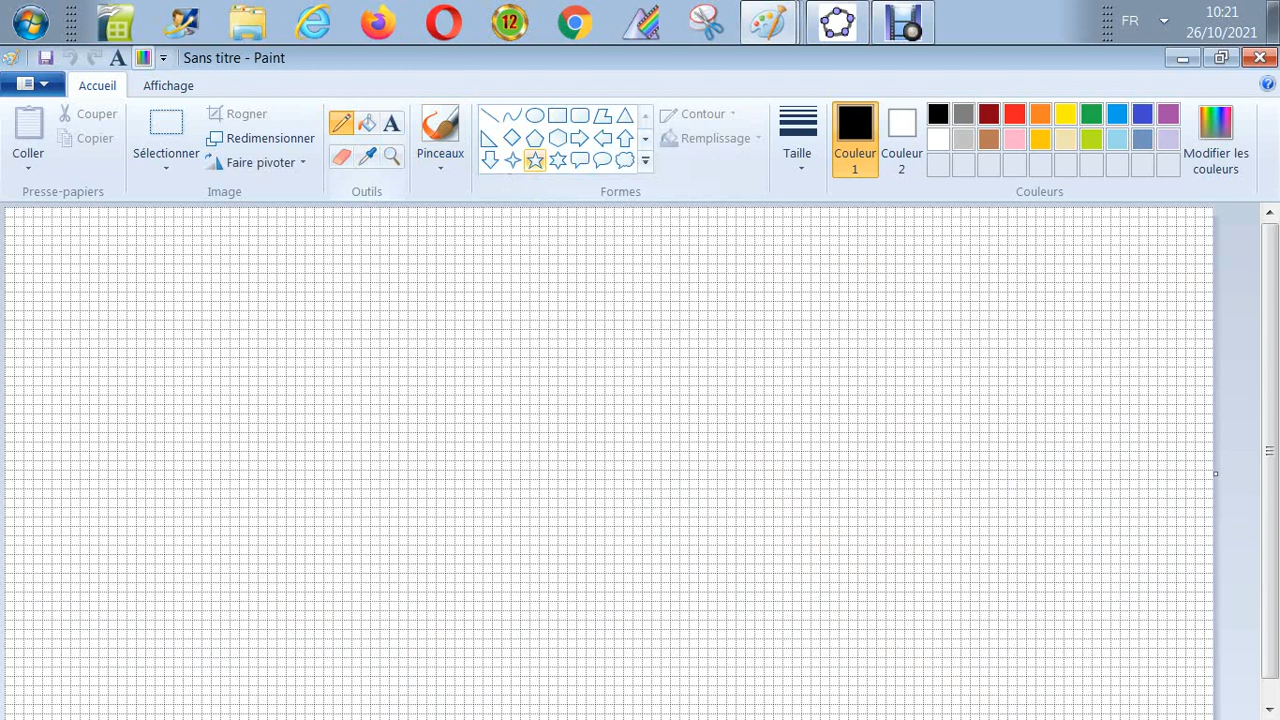 12
FR
10:21
26/10/2021
A
Sans titre - Paint
Accueil
Affichage
?
Coller
Couper
Copier
Presse-papiers
Sélectionner
Rogner
Redimensionner
Faire pivoter
Image
A
Outils
Pinceaux
Contour
Remplissage
Formes
Taille
Couleur 
1
Couleur 
2
Modifier les
couleurs
Couleurs